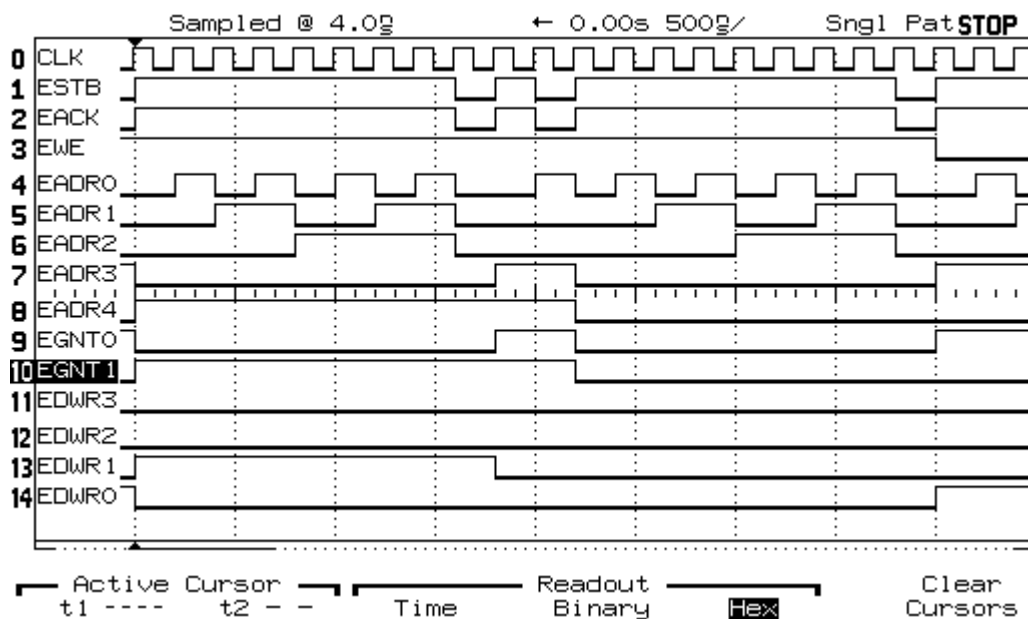 Sampled @ 4.0㎱ ← 0.00s 500㎱/ Sngl Pat STOP
0 CLK
1 ESTB
2 EACK
3 EWE
4 EADR0
5 EADR1
6 EADR2
7 EADR3
8 EADR4
9 EGNT0
10 EGNT1
11 EDWR3
12 EDWR2
13 EDWR1
14 EDWR0
Active Cursor Readout Clear
t1 ---- t2 - - Time Binary Hex Cursors